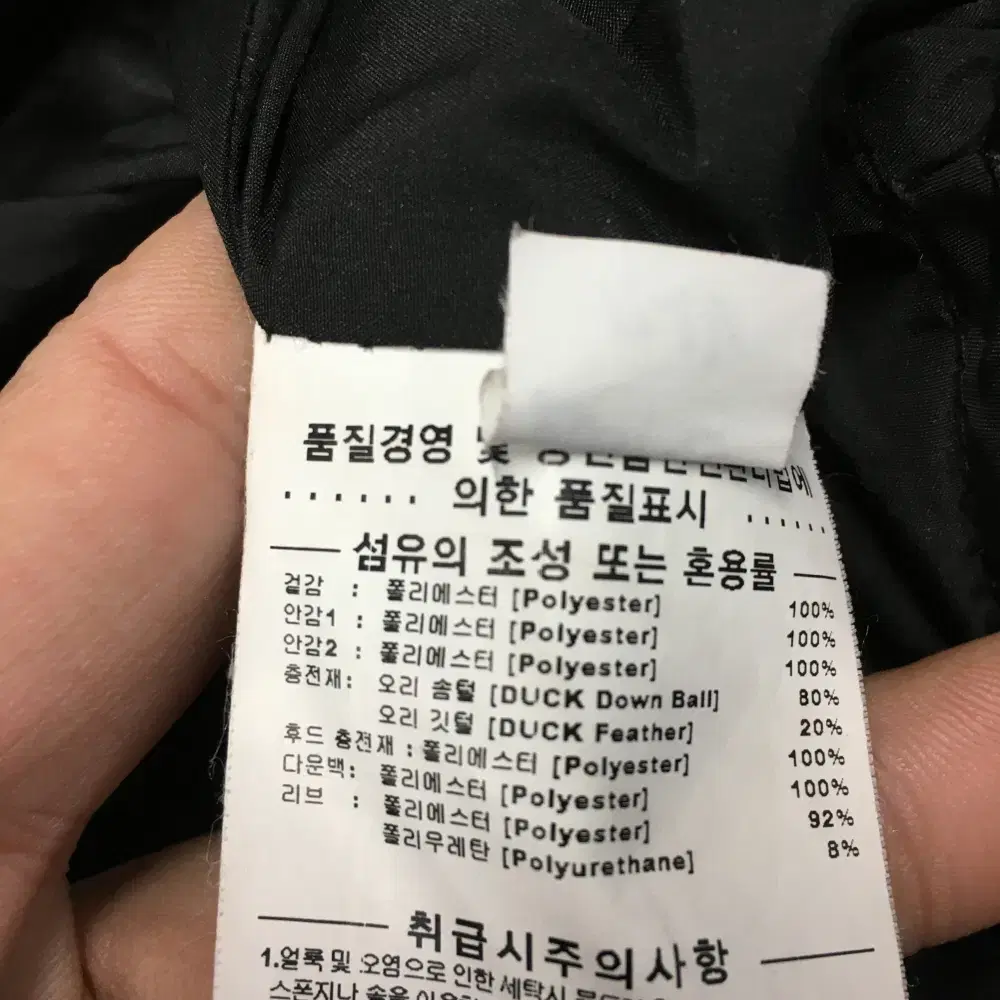 품질경영 및
의한 품질표시
섬유의 조성 또는 혼용률
겉감 : 폴리에스터 [Polyester] 100%
안감1 : 폴리에스터 [Polyester] 100%
안감2 : 폴리에스터 [Polyester] 100%
충전재: 오리 솜털 [DUCK Down Ball] 80%
오리 깃털 [DUCK Feather] 20%
후드 충전재 : 폴리에스터 [Polyester] 100%
다운백: 폴리에스터 [Polyester] 100%
리브 : 폴리에스터 [Polyester] 92%
폴리우레탄 [Polyurethane] 8%
취급시주의사항
1.얼룩 및 오염으로 인한 세탁시
스폰지나 솔을